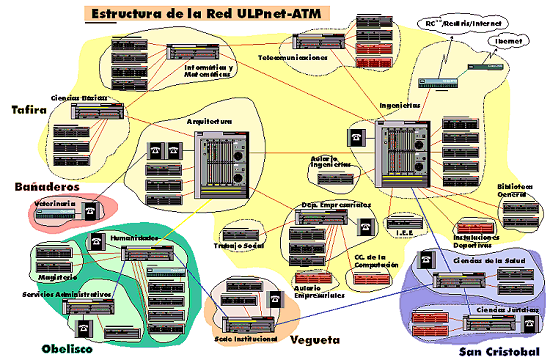 Estructura de la Red ULPnet-ATM
RC**/RedIris/Internet
Ibernet
Telecomunicaciones
Informática y
Matemáticas
Ingenierías
Tafira
Ciencias Básicas
Arquitectura
Aulario
Ingenierías
Biblioteca
General
Bañaderos
Veterinaria
Dep. Empresariales
I.E.E
Instalaciones
Deportivas
Humanidades
Trabajo Social
CC. de la
Computación
Magisterio
Ciencias de la Salud
Aulario
Empresariales
Servicios Administrativos
Ciencias Jurídicas
Sede Institucional
Vegueta
Obelisco
San Cristobal